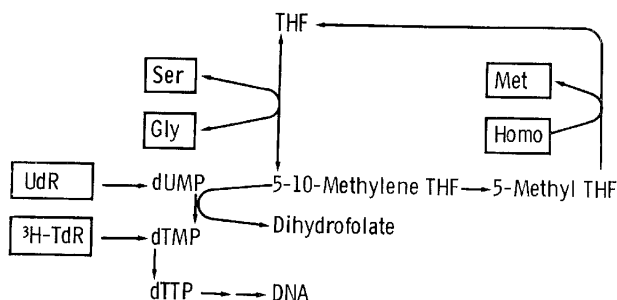 THF
Ser
Met
Gly
Homo
UdR
dUMP
5-10-Methylene THF
5-Methyl THF
Dihydrofolate
³H-TdR
dTMP
dTTP
DNA